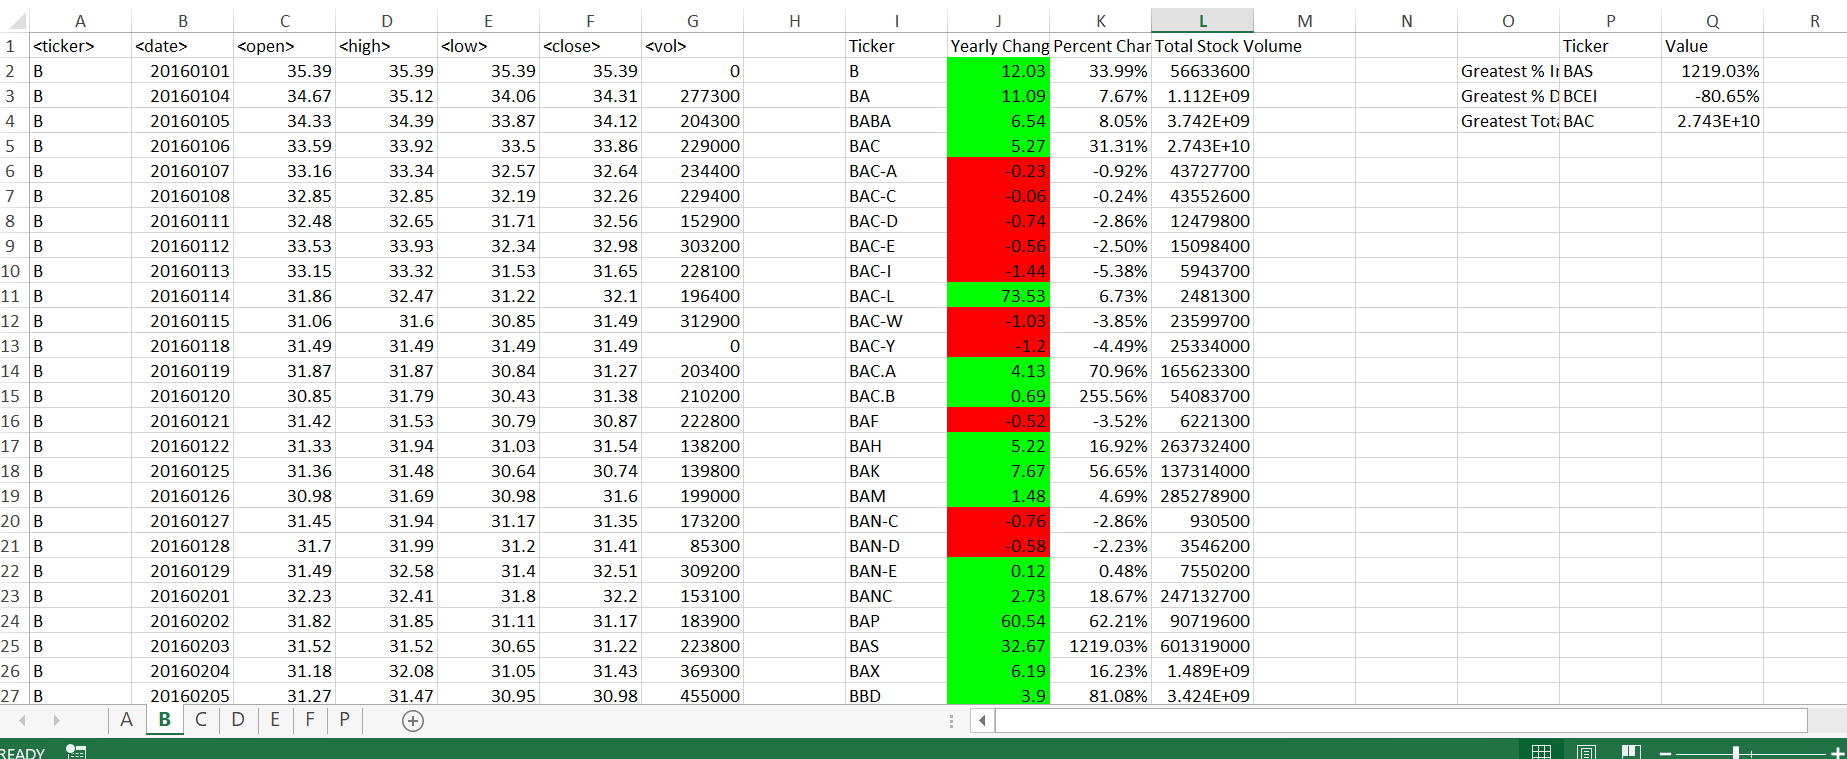 A B C D E F G H I J K L M N O P Q R
1 <ticker> <date> <open> <high> <low> <close> <vol> Ticker Yearly Chang Percent Char Total Stock Volume Ticker Value
2 B 20160101 35.39 35.39 35.39 35.39 0 B 12.03 33.99% 56633600 Greatest % I BAS 1219.03%
3 B 20160104 34.67 35.12 34.06 34.31 277300 BA 11.09 7.67% 1.112E+09 Greatest % D BCEI -80.65%
4 B 20160105 34.33 34.39 33.87 34.12 204300 BABA 6.54 8.05% 3.742E+09 Greatest Tota BAC 2.743E+10
5 B 20160106 33.59 33.92 33.5 33.86 229000 BAC 5.27 31.31% 2.743E+10
6 B 20160107 33.16 33.34 32.57 32.64 234400 BAC-A -0.23 -0.92% 43727700
7 B 20160108 32.85 32.85 32.19 32.26 229400 BAC-C -0.06 -0.24% 43552600
8 B 20160111 32.48 32.65 31.71 32.56 152900 BAC-D -0.74 -2.86% 12479800
9 B 20160112 33.53 33.93 32.34 32.98 303200 BAC-E -0.56 -2.50% 15098400
10 B 20160113 33.15 33.32 31.53 31.65 228100 BAC-I -1.44 -5.38% 5943700
11 B 20160114 31.86 32.47 31.22 32.1 196400 BAC-L 73.53 6.73% 2481300
12 B 20160115 31.06 31.6 30.85 31.49 312900 BAC-W -1.03 -3.85% 23599700
13 B 20160118 31.49 31.49 31.49 31.49 0 BAC-Y -1.2 -4.49% 25334000
14 B 20160119 31.87 31.87 30.84 31.27 203400 BAC.A 4.13 70.96% 165623300
15 B 20160120 30.85 31.79 30.43 31.38 210200 BAC.B 0.69 255.56% 54083700
16 B 20160121 31.42 31.53 30.79 30.87 222800 BAF -0.52 -3.52% 6221300
17 B 20160122 31.33 31.94 31.03 31.54 138200 BAH 5.22 16.92% 263732400
18 B 20160125 31.36 31.48 30.64 30.74 139800 BAK 7.67 56.65% 137314000
19 B 20160126 30.98 31.69 30.98 31.6 199000 BAM 1.48 4.69% 285278900
20 B 20160127 31.45 31.94 31.17 31.35 173200 BAN-C -0.76 -2.86% 930500
21 B 20160128 31.7 31.99 31.2 31.41 85300 BAN-D -0.58 -2.23% 3546200
22 B 20160129 31.49 32.58 31.4 32.51 309200 BAN-E 0.12 0.48% 7550200
23 B 20160201 32.23 32.41 31.8 32.2 153100 BANC 2.73 18.67% 247132700
24 B 20160202 31.82 31.85 31.11 31.17 183900 BAP 60.54 62.21% 90719600
25 B 20160203 31.52 31.52 30.65 31.22 223800 BAS 32.67 1219.03% 601319000
26 B 20160204 31.18 32.08 31.05 31.43 369300 BAX 6.19 16.23% 1.489E+09
27 B 20160205 31.27 31.47 30.95 30.98 455000 BBD 3.9 81.08% 3.424E+09
A B C D E F P
READY